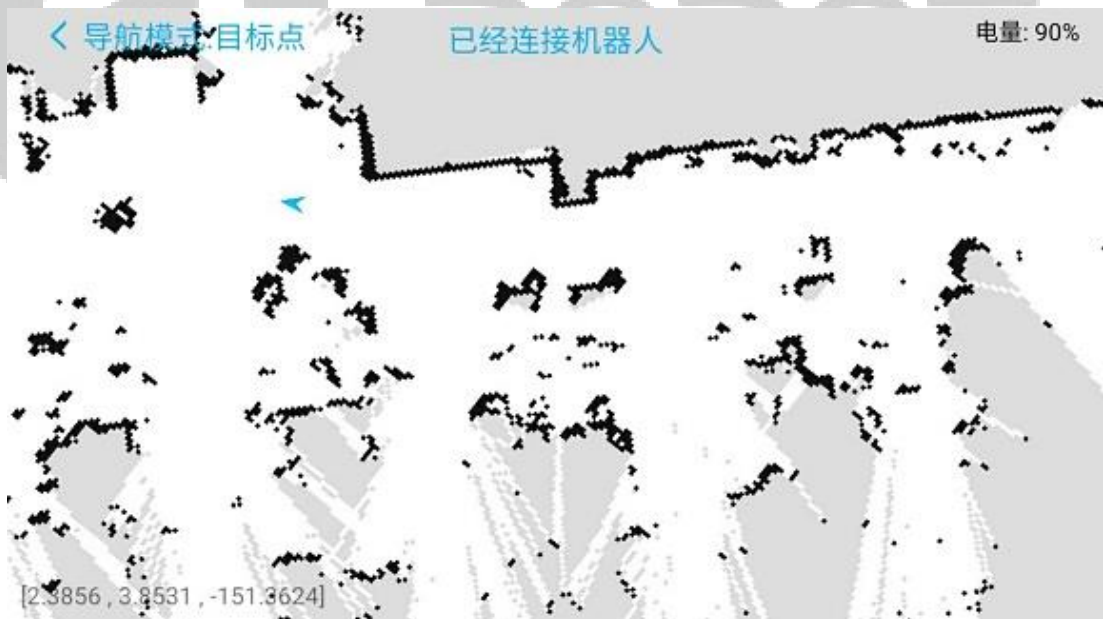 导航模式:目标点
已经连接机器人
电量: 90%
[2.3856 , 3.8531 , -151.3624]